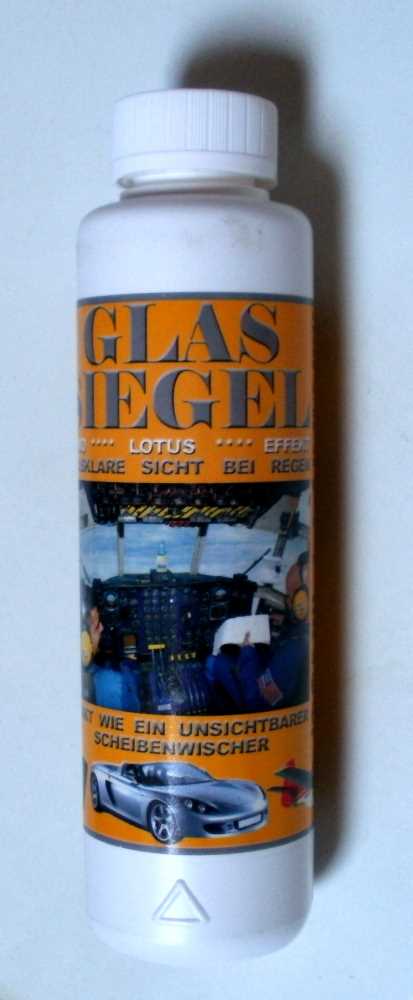 GLAS
SIEGEL
**** LOTUS **** EFFEKT
SKLARE SICHT BEI REGEN
WIE EIN UNSICHTBARER
SCHEIBENWISCHER